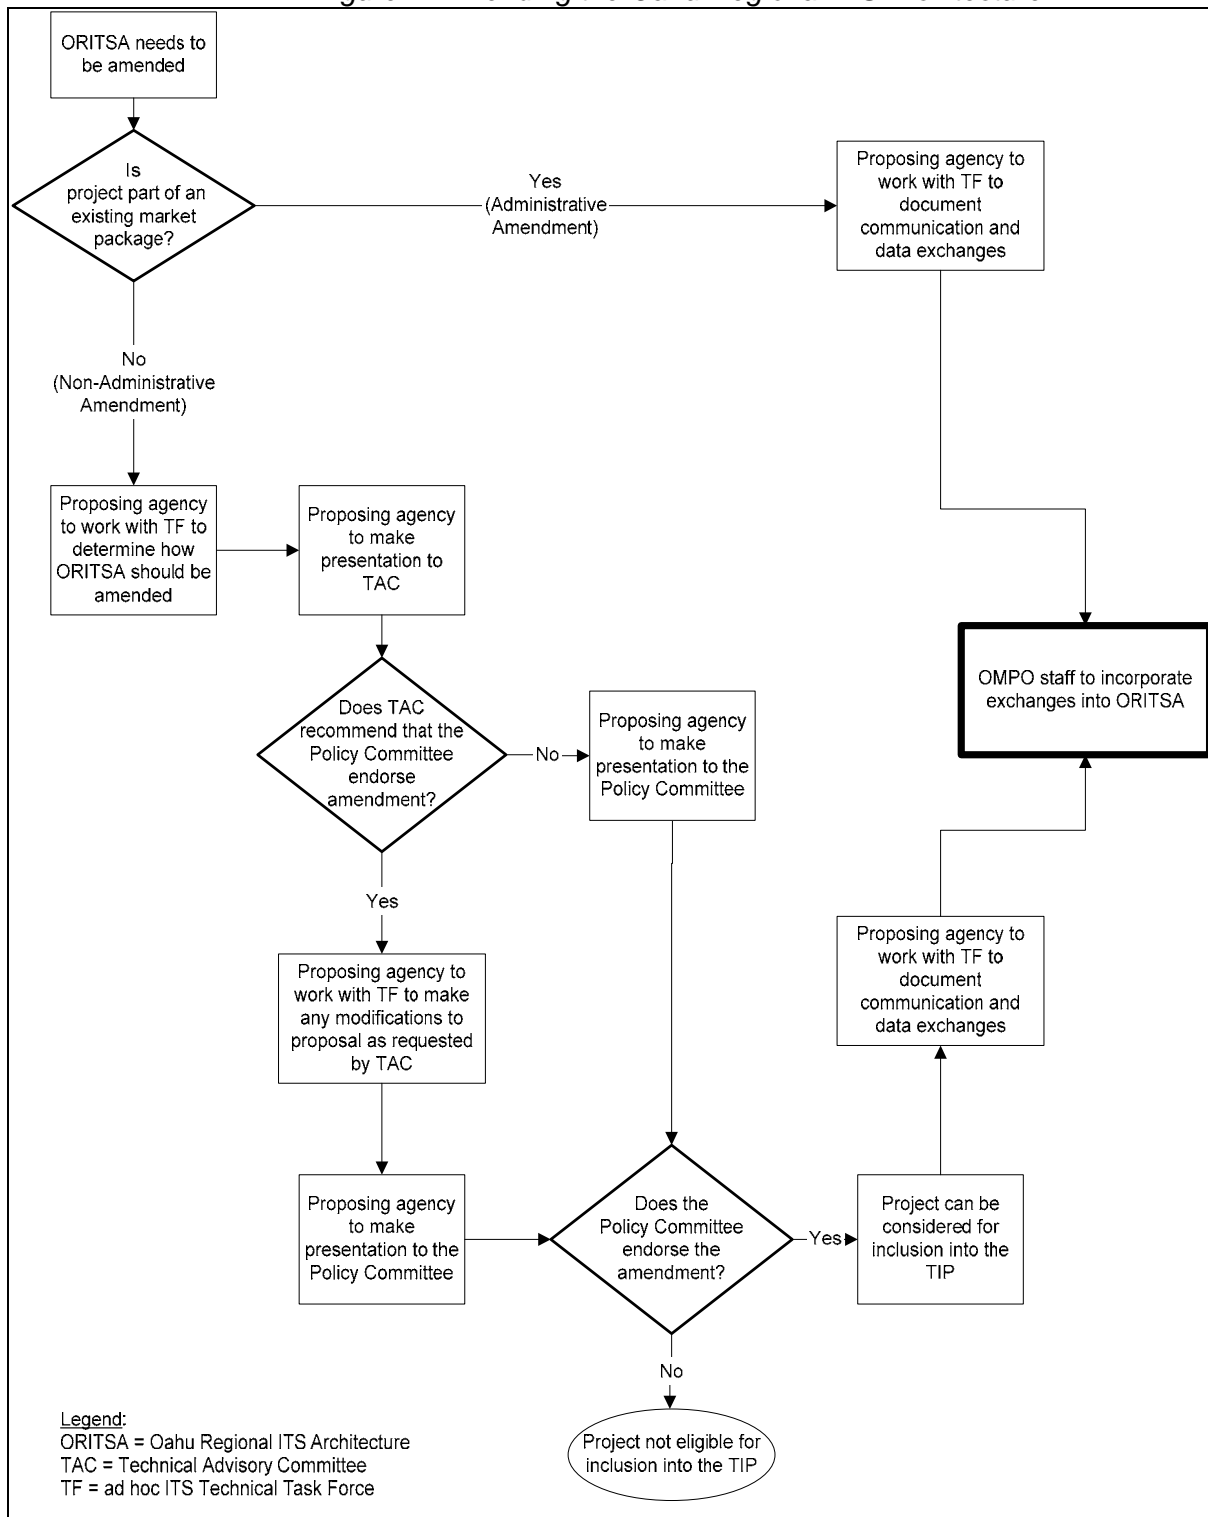 ORITSA needs to
be amended
Is
project part of an
existing market
package?
Yes
(Administrative
Amendment)
Proposing agency to
work with TF to
document
communication and
data exchanges
No
(Non-Administrative
Amendment)
Proposing agency
to work with TF to
determine how
ORITSA should be
amended
Proposing agency
to make
presentation to
TAC
OMPO staff to incorporate
exchanges into ORITSA
Does TAC
recommend that the
Policy Committee
endorse
amendment?
No
Proposing agency
to make
presentation to the
Policy Committee
Yes
Proposing agency to
work with TF to make
any modifications to
proposal as requested
by TAC
Proposing agency to
work with TF to
document
communication and
data exchanges
Proposing agency
to make
presentation to the
Policy Committee
Does the
Policy Committee
endorse the
amendment?
Yes
Project can be
considered for
inclusion into the
TIP
No
Project not eligible for
inclusion into the TIP
Legend:
ORITSA = Oahu Regional ITS Architecture
TAC = Technical Advisory Committee
TF = ad hoc ITS Technical Task Force